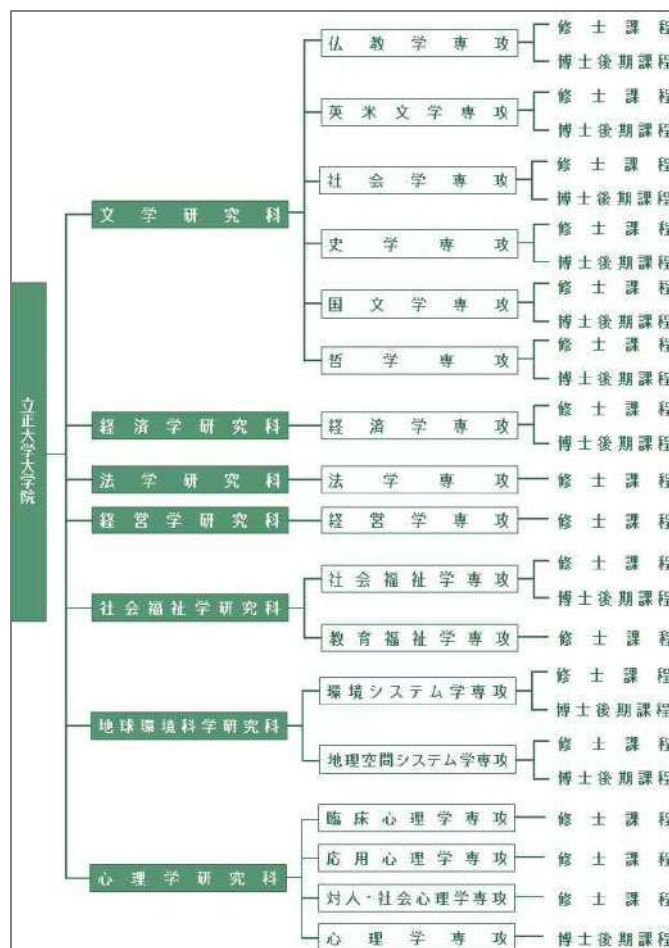 立正大学大学院
文学研究科
仏教学専攻
修士課程
博士後期課程
英米文学専攻
修士課程
博士後期課程
社会学専攻
修士課程
博士後期課程
史学専攻
修士課程
博士後期課程
国文学専攻
修士課程
博士後期課程
哲学専攻
修士課程
博士後期課程
経済学研究科
経済学専攻
修士課程
博士後期課程
法学研究科
法学専攻
修士課程
経営学研究科
経営学専攻
修士課程
社会福祉学研究科
社会福祉学専攻
修士課程
博士後期課程
教育福祉学専攻
修士課程
地球環境科学研究科
環境システム学専攻
修士課程
博士後期課程
地理空間システム学専攻
修士課程
博士後期課程
心理学研究科
臨床心理学専攻
修士課程
応用心理学専攻
修士課程
対人・社会心理学専攻
修士課程
心理学専攻
博士後期課程